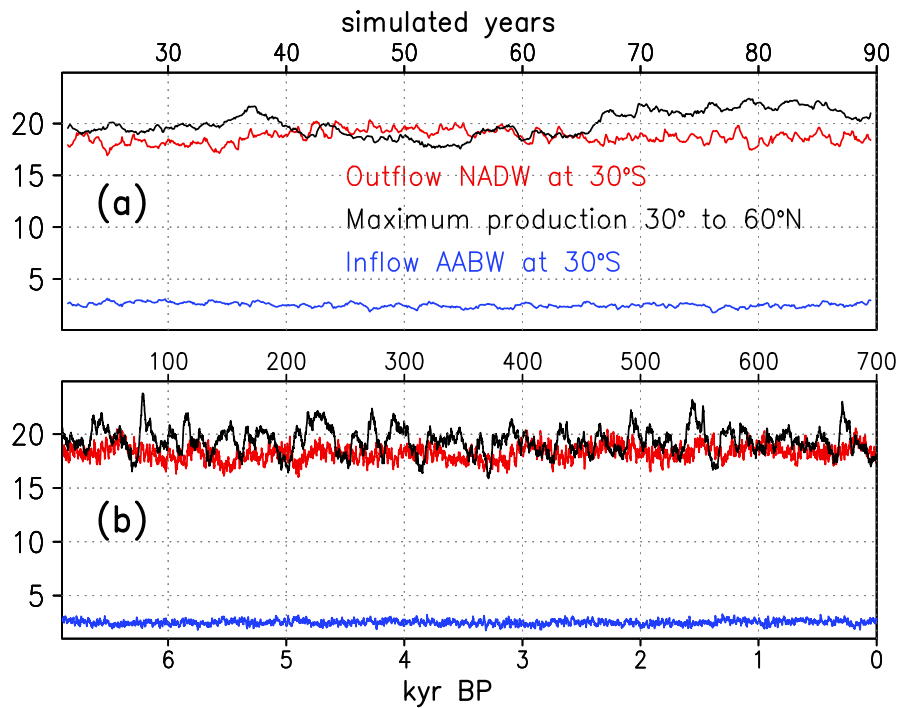 simulated years
30 40 50 60 70 80 90
20
15
10
5
(a)
Outflow NADW at 30°S
Maximum production 30° to 60°N
Inflow AABW at 30°S
100 200 300 400 500 600 700
20
15
10
5
(b)
6 5 4 3 2 1 0
kyr BP